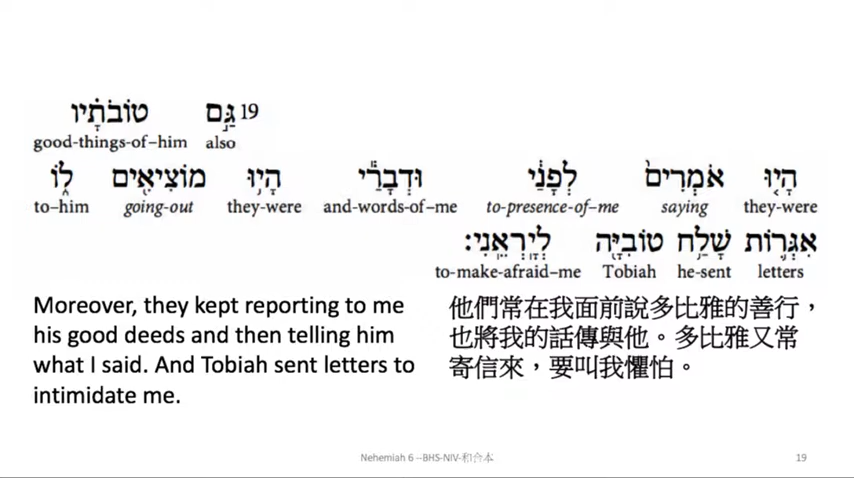 19 גַּ֣ם טוֹבֹתָ֗יו
also good-things-of–him
הָי֤וּ אֹמְרִים֙ לְפָנַ֔י וּדְבָרַ֕י הָי֥וּ מוֹצִיאִ֖ים ל֑וֹ
they-were saying to-presence-of–me and-words-of–me they-were going-out to–him
אִגְּר֛וֹת שָׁלַ֥ח טוֹבִיָּ֖ה לְיָֽרְאֵֽנִי׃
letters he-sent Tobiah to-make-afraid–me
Moreover, they kept reporting to me
his good deeds and then telling him
what I said. And Tobiah sent letters to
intimidate me.
他們常在我面前說多比雅的善行，
也將我的話傳與他。多比雅又常
寄信來，要叫我懼怕。
Nehemiah 6 --BHS-NIV-和合本
19